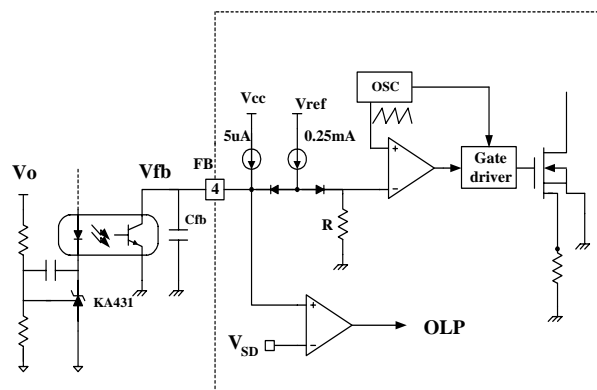 OSC
Vcc
Vref
5uA
0.25mA
Vo
Vfb
FB
4
Cfb
R
+
−
Gate
driver
KA431
+
−
VSD
OLP